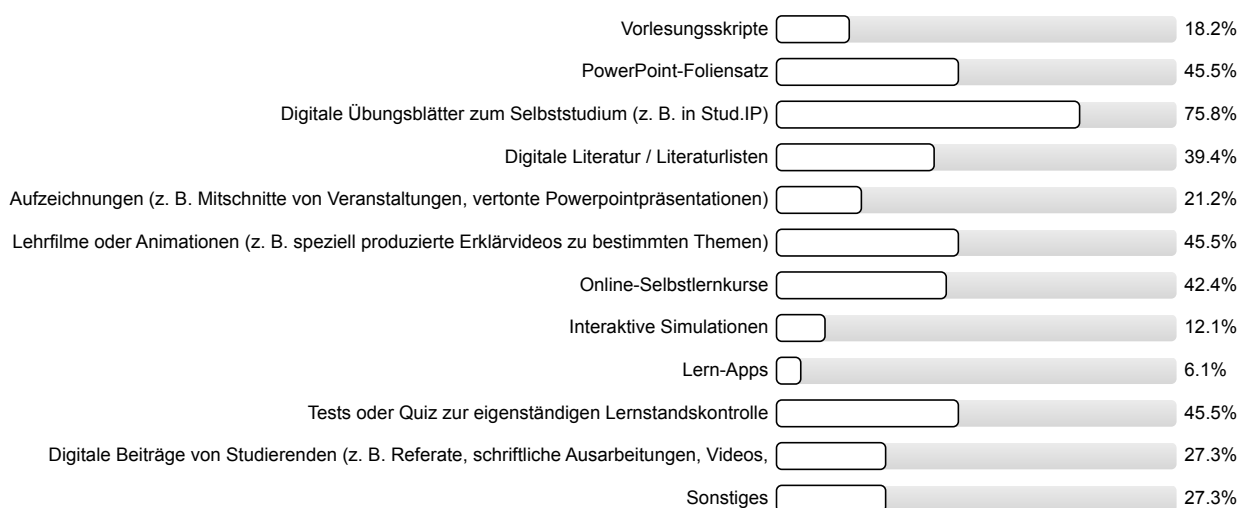 Vorlesungsskripte 18.2%
PowerPoint-Foliensatz 45.5%
Digitale Übungsblätter zum Selbststudium (z. B. in Stud.IP) 75.8%
Digitale Literatur / Literaturlisten 39.4%
Aufzeichnungen (z. B. Mitschnitte von Veranstaltungen, vertonte Powerpointpräsentationen) 21.2%
Lehrfilme oder Animationen (z. B. speziell produzierte Erklärvideos zu bestimmten Themen) 45.5%
Online-Selbstlernkurse 42.4%
Interaktive Simulationen 12.1%
Lern-Apps 6.1%
Tests oder Quiz zur eigenständigen Lernstandskontrolle 45.5%
Digitale Beiträge von Studierenden (z. B. Referate, schriftliche Ausarbeitungen, Videos, 27.3%
Sonstiges 27.3%